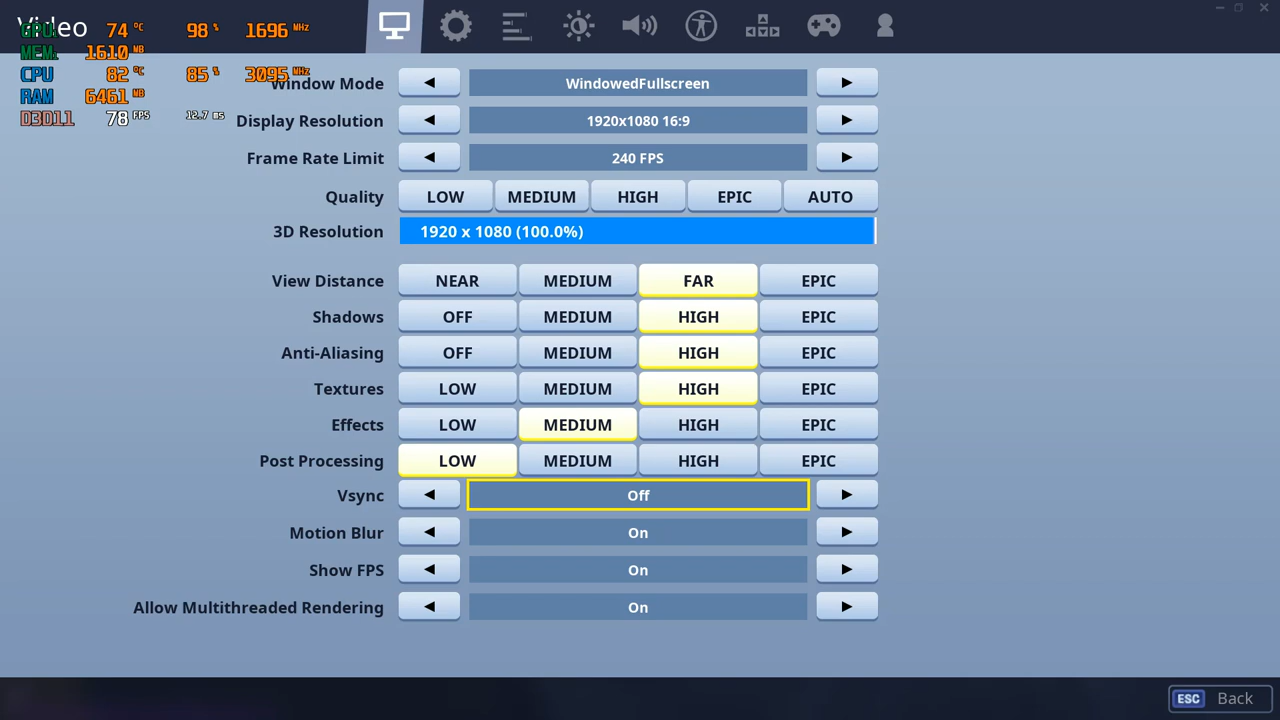 Video
GPU 74 °C 98 % 1696 MHz
MEM: 1610 MB
CPU 82 °C 85 % 3095 MHz
RAM 6461 MB
D3D11 78 FPS 12.7 ms
Window Mode ◄ WindowedFullscreen ►
Display Resolution ◄ 1920x1080 16:9 ►
Frame Rate Limit ◄ 240 FPS ►
Quality LOW MEDIUM HIGH EPIC AUTO
3D Resolution 1920 x 1080 (100.0%)
View Distance NEAR MEDIUM FAR EPIC
Shadows OFF MEDIUM HIGH EPIC
Anti-Aliasing OFF MEDIUM HIGH EPIC
Textures LOW MEDIUM HIGH EPIC
Effects LOW MEDIUM HIGH EPIC
Post Processing LOW MEDIUM HIGH EPIC
Vsync ◄ Off ►
Motion Blur ◄ On ►
Show FPS ◄ On ►
Allow Multithreaded Rendering ◄ On ►
ESC Back